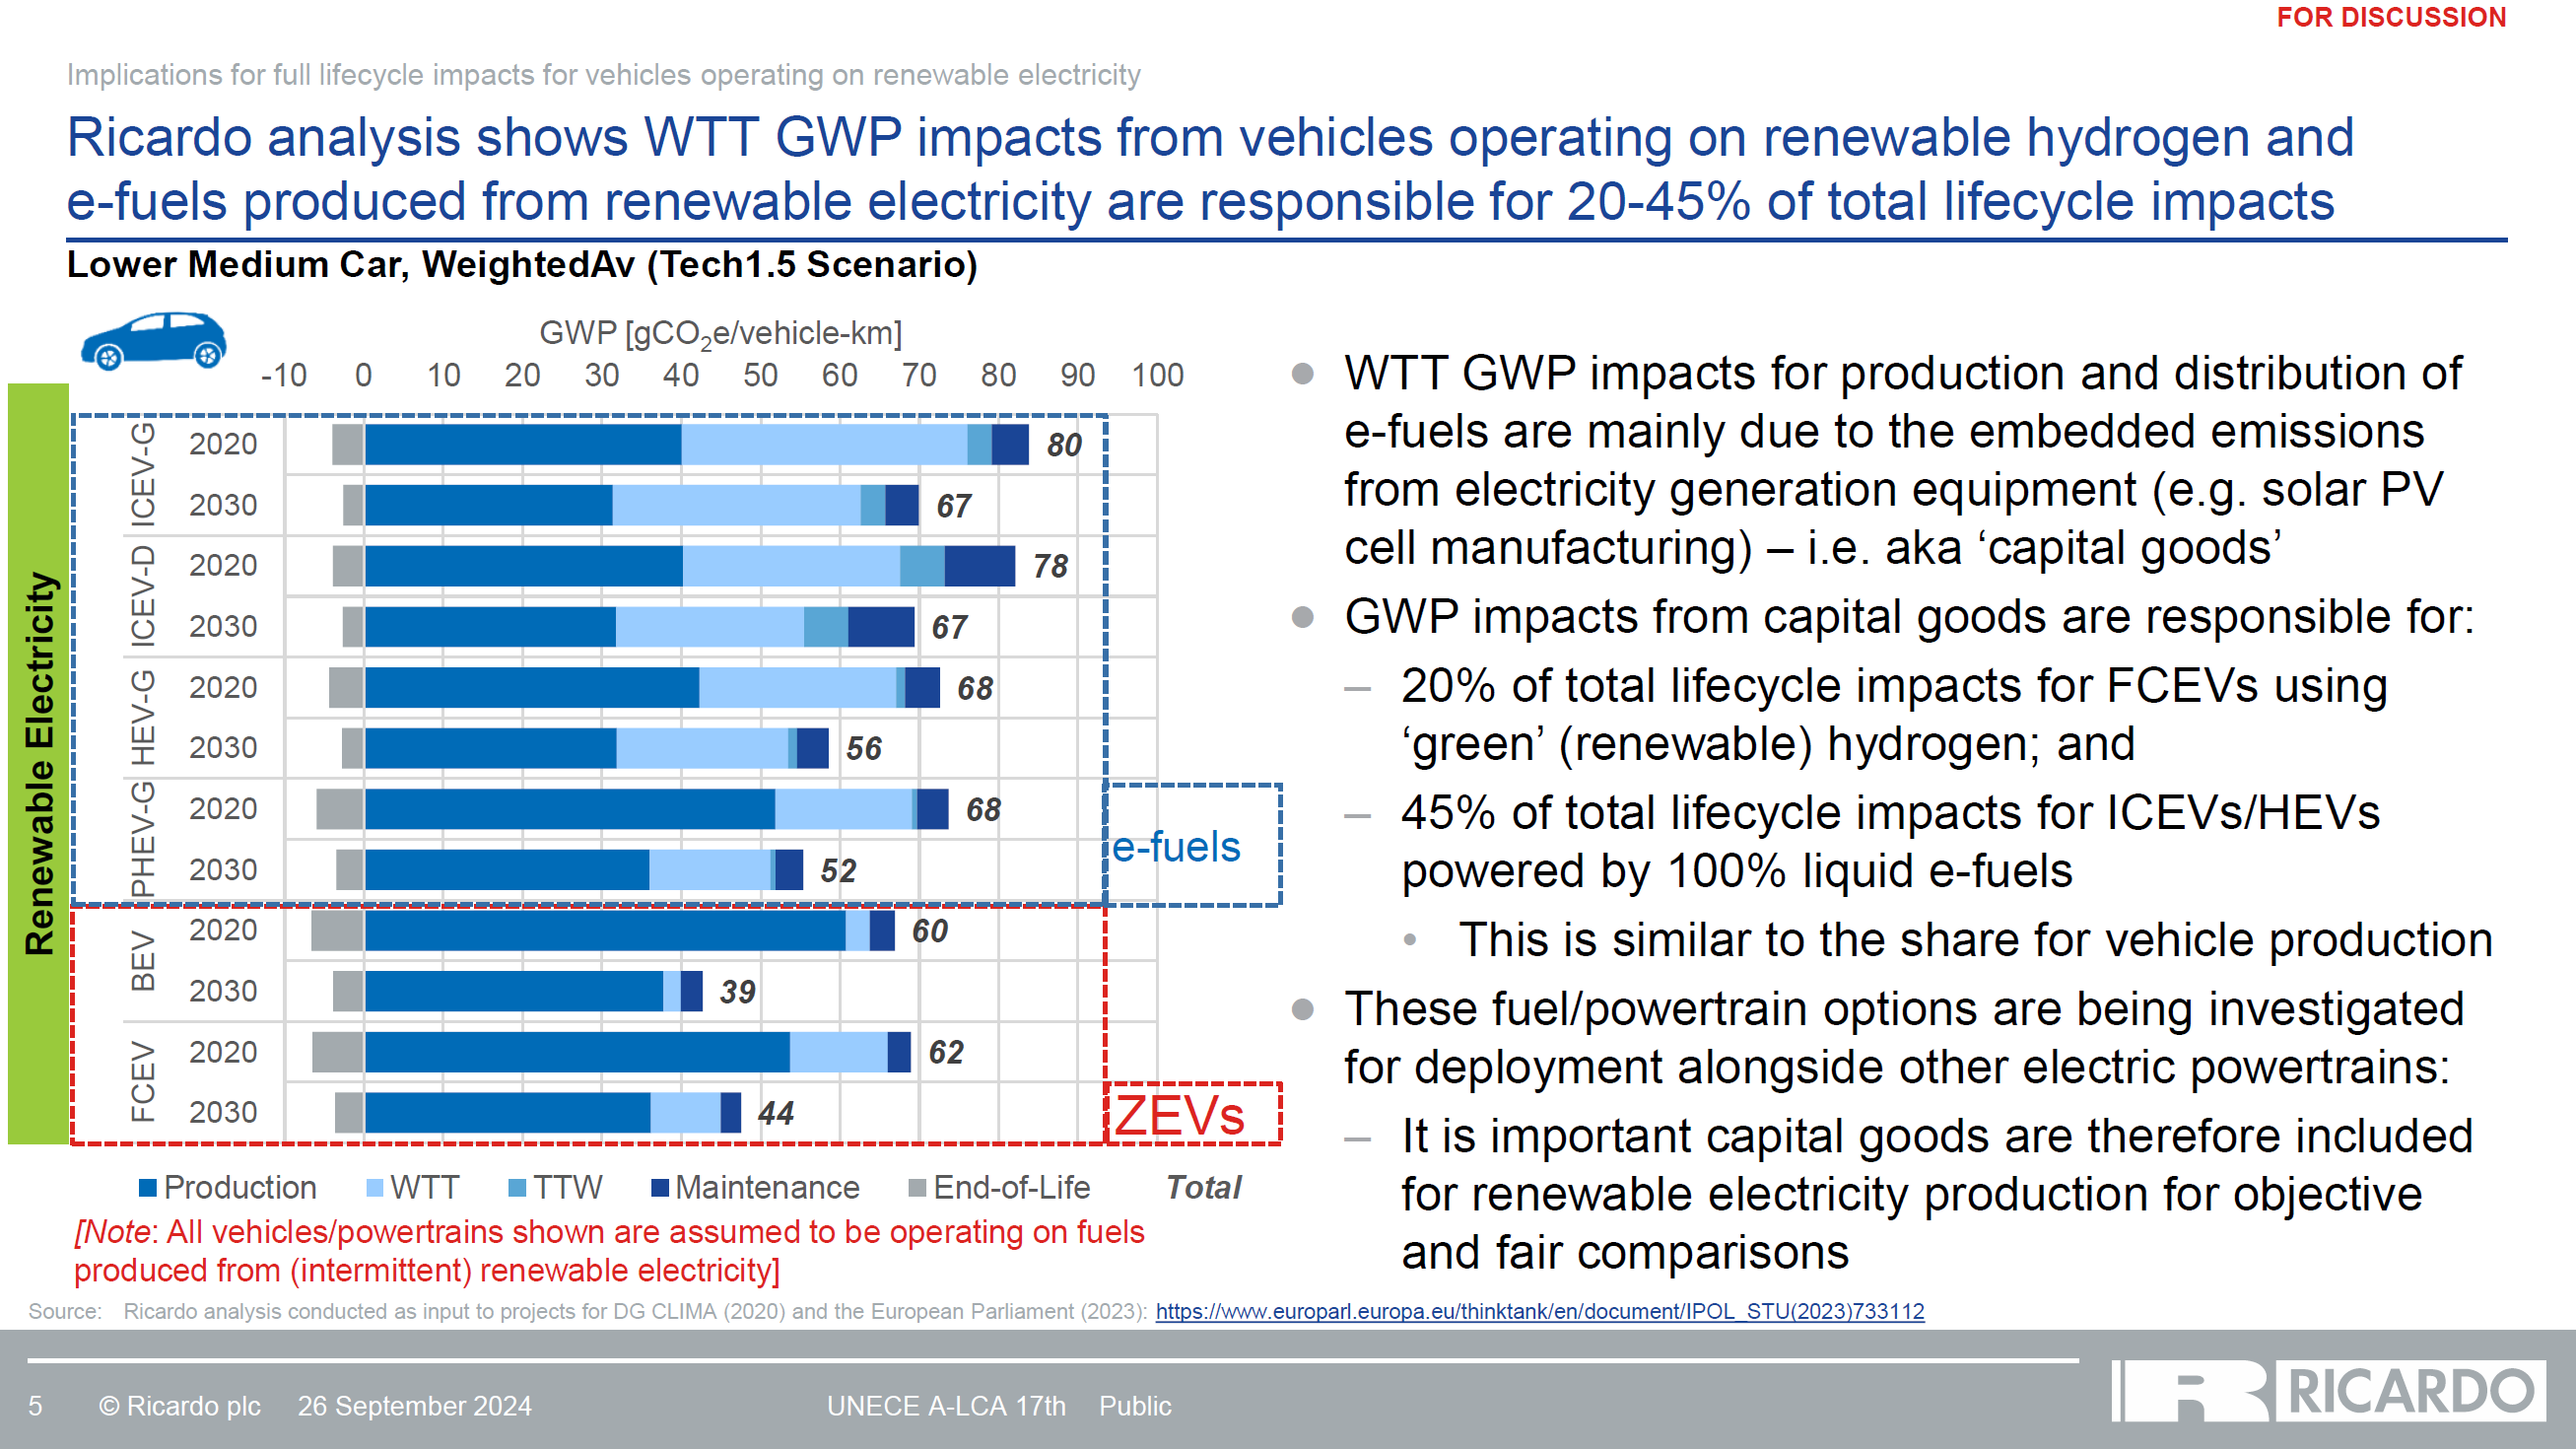 FOR DISCUSSION
Implications for full lifecycle impacts for vehicles operating on renewable electricity
Ricardo analysis shows WTT GWP impacts from vehicles operating on renewable hydrogen and
e-fuels produced from renewable electricity are responsible for 20-45% of total lifecycle impacts
Lower Medium Car, WeightedAv (Tech1.5 Scenario)
GWP [gCO₂e/vehicle-km]
-10 0 10 20 30 40 50 60 70 80 90 100
Renewable Electricity
ICEV-G
2020 80
2030 67
ICEV-D
2020 78
2030 67
HEV-G
2020 68
2030 56
PHEV-G
2020 68
2030 52
e-fuels
BEV
2020 60
2030 39
FCEV
2020 62
2030 44
ZEVs
Production WTT TTW Maintenance End-of-Life Total
[Note: All vehicles/powertrains shown are assumed to be operating on fuels
produced from (intermittent) renewable electricity]
● WTT GWP impacts for production and distribution of
e-fuels are mainly due to the embedded emissions
from electricity generation equipment (e.g. solar PV
cell manufacturing) – i.e. aka ‘capital goods’
● GWP impacts from capital goods are responsible for:
– 20% of total lifecycle impacts for FCEVs using
‘green’ (renewable) hydrogen; and
– 45% of total lifecycle impacts for ICEVs/HEVs
powered by 100% liquid e-fuels
• This is similar to the share for vehicle production
● These fuel/powertrain options are being investigated
for deployment alongside other electric powertrains:
– It is important capital goods are therefore included
for renewable electricity production for objective
and fair comparisons
Source: Ricardo analysis conducted as input to projects for DG CLIMA (2020) and the European Parliament (2023): https://www.europarl.europa.eu/thinktank/en/document/IPOL_STU(2023)733112
5 © Ricardo plc 26 September 2024 UNECE A-LCA 17th Public
RICARDO